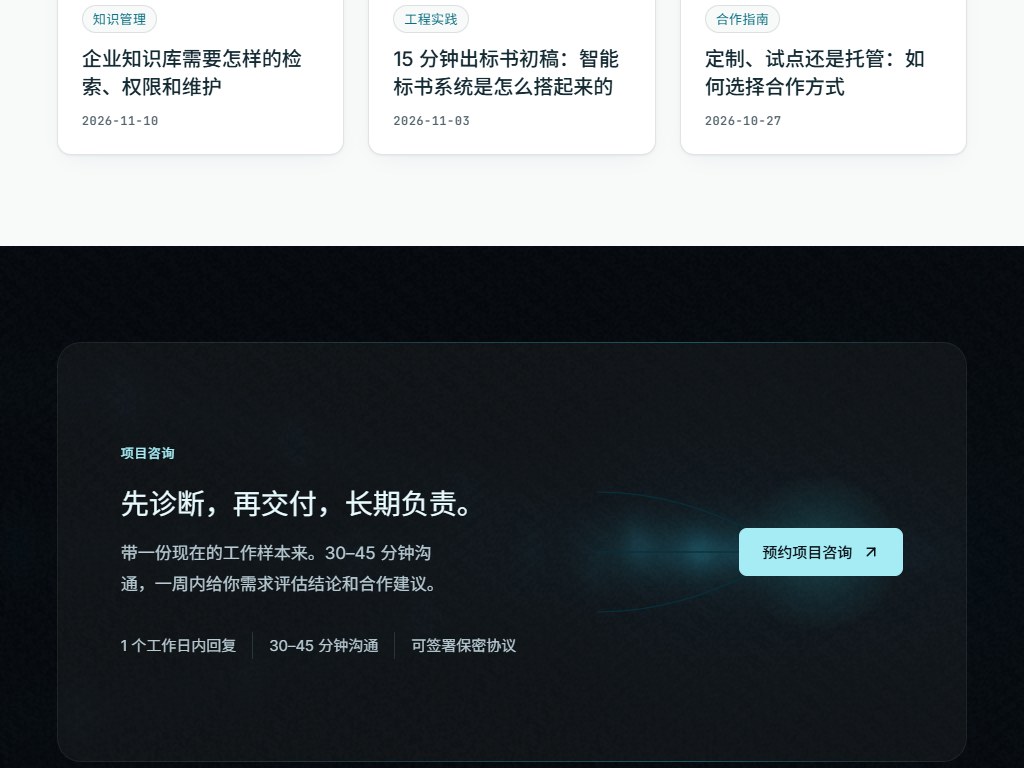 知识管理
企业知识库需要怎样的检
索、权限和维护
2026-11-10
工程实践
15 分钟出标书初稿：智能
标书系统是怎么搭起来的
2026-11-03
合作指南
定制、试点还是托管：如
何选择合作方式
2026-10-27
项目咨询
先诊断，再交付，长期负责。
带一份现在的工作样本来。30–45 分钟沟
通，一周内给你需求评估结论和合作建议。
1 个工作日内回复
30–45 分钟沟通
可签署保密协议
预约项目咨询